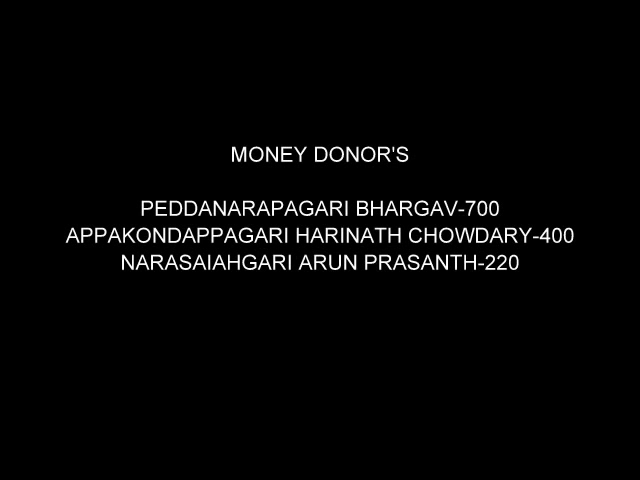 MONEY DONOR'S
PEDDANARAPAGARI BHARGAV-700
APPAKONDAPPAGARI HARINATH CHOWDARY-400
NARASAIAHGARI ARUN PRASANTH-220